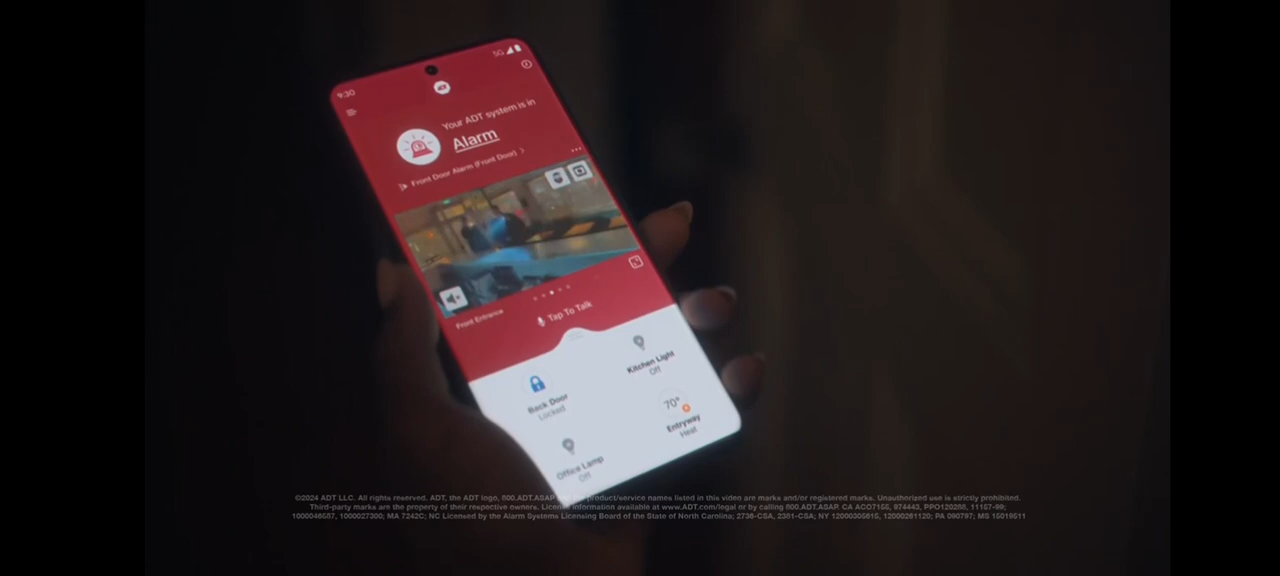 9:30
5G
Your ADT system is in
Alarm
Front Door Alarm (Front Door)
Front Entrance
Tap To Talk
Kitchen Light
Off
Back Door
Locked
70°
Entryway
Heat
Office Lamp
Off
©2024 ADT LLC. All rights reserved. ADT, the ADT logo, 800.ADT.ASAP and the product/service names listed in this video are marks and/or registered marks. Unauthorized use is strictly prohibited.
Third-party marks are the property of their respective owners. License information available at www.ADT.com/legal or by calling 800.ADT.ASAP. CA ACO7155, 974443, PPO120288, 11157-99;
MA 7242C; NC Licensed by the Alarm Systems Licensing Board of the State of North Carolina; 2736-CSA, 2381-CSA; NY 12000305615, 12000261120; PA 090797; MS 15019511